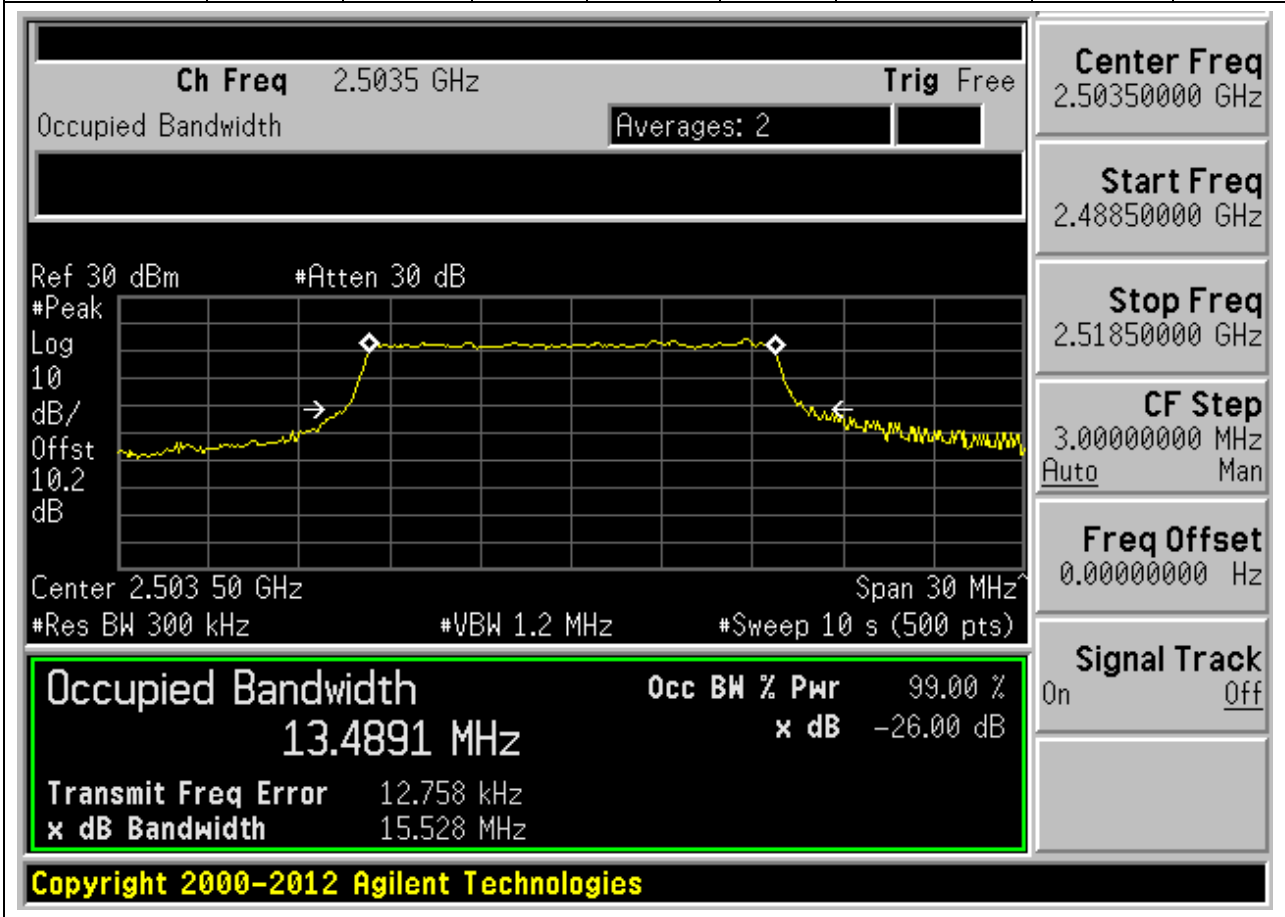 Ch Freq 2.5035 GHz Trig Free
Occupied Bandwidth Averages: 2
Ref 30 dBm #Atten 30 dB
#Peak
Log
10
dB/
Offst
10.2
dB
Center 2.503 50 GHz Span 30 MHz^
#Res BW 300 kHz #VBW 1.2 MHz #Sweep 10 s (500 pts)
Occupied Bandwidth Occ BW % Pwr 99.00 %
13.4891 MHz x dB -26.00 dB
Transmit Freq Error 12.758 kHz
x dB Bandwidth 15.528 MHz
Copyright 2000-2012 Agilent Technologies
Center Freq
2.50350000 GHz
Start Freq
2.48850000 GHz
Stop Freq
2.51850000 GHz
CF Step
3.00000000 MHz
Auto Man
Freq Offset
0.00000000 Hz
Signal Track
On Off